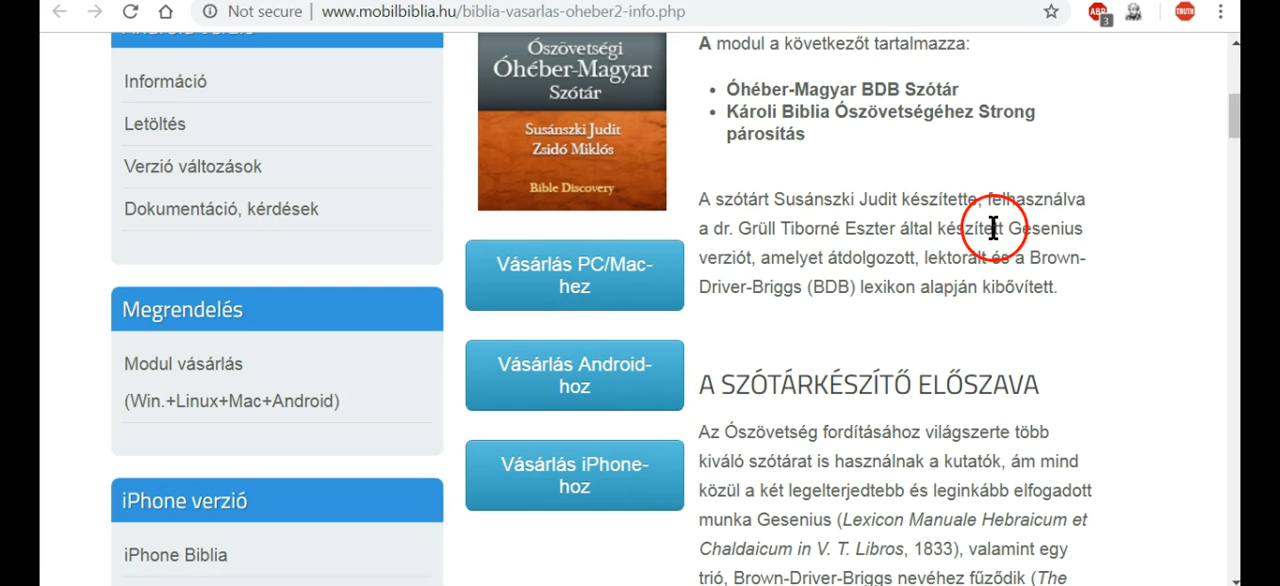 Not secure | www.mobilbiblia.hu/biblia-vasarlas-oheber2-info.php
ABP
3
TRUTH
Információ
Letöltés
Verzió változások
Dokumentáció, kérdések
Megrendelés
Modul vásárlás
(Win.+Linux+Mac+Android)
iPhone verzió
iPhone Biblia
Ószövetségi
Óhéber-Magyar
Szótár
Susánszki Judit
Zsidó Miklós
Bible Discovery
Vásárlás PC/Mac-
hez
Vásárlás Android-
hoz
Vásárlás iPhone-
hoz
A modul a következőt tartalmazza:
• Óhéber-Magyar BDB Szótár
• Károli Biblia Ószövetségéhez Strong
párosítás
A szótárt Susánszki Judit készítette, felhasználva
a dr. Grüll Tiborné Eszter által készített Gesenius
verziót, amelyet átdolgozott, lektorált és a Brown-
Driver-Briggs (BDB) lexikon alapján kibővített.
A SZÓTÁRKÉSZÍTŐ ELŐSZAVA
Az Ószövetség fordításához világszerte több
kiváló szótárat is használnak a kutatók, ám mind
közül a két legelterjedtebb és leginkább elfogadott
munka Gesenius (Lexicon Manuale Hebraicum et
Chaldaicum in V. T. Libros, 1833), valamint egy
trió, Brown-Driver-Briggs nevéhez fűződik (The